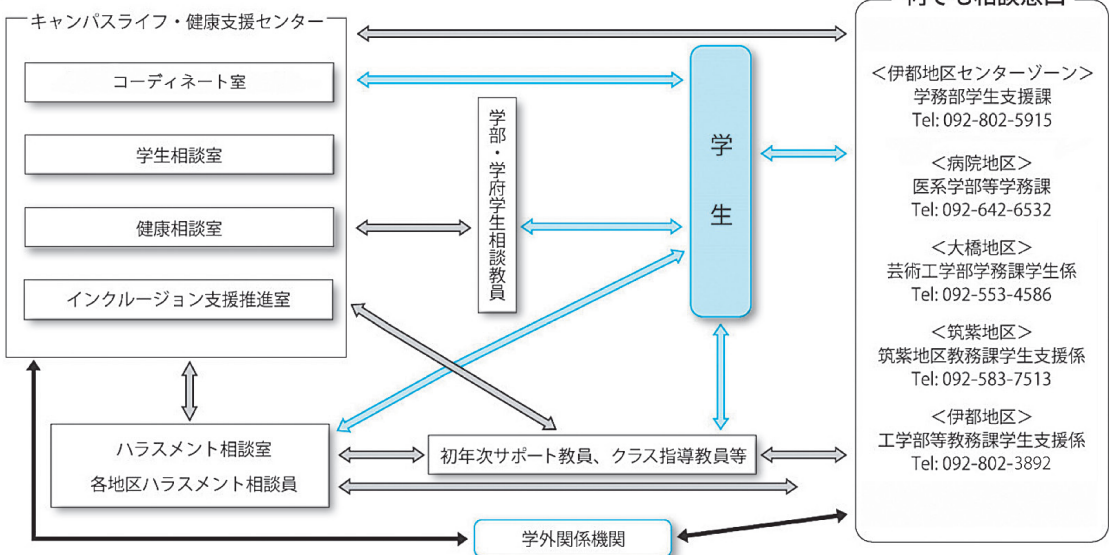 キャンパスライフ・健康支援センター
コーディネート室
学生相談室
健康相談室
インクルージョン支援推進室
学部・学府学生相談教員
学生
ハラスメント相談室
各地区ハラスメント相談員
初年次サポート教員、クラス指導教員等
学外関係機関
何でも相談窓口
＜伊都地区センターゾーン＞
学務部学生支援課
Tel: 092-802-5915
＜病院地区＞
医系学部等学務課
Tel: 092-642-6532
＜大橋地区＞
芸術工学部学務課学生係
Tel: 092-553-4586
＜筑紫地区＞
筑紫地区教務課学生支援係
Tel: 092-583-7513
＜伊都地区＞
工学部等教務課学生支援係
Tel: 092-802-3892